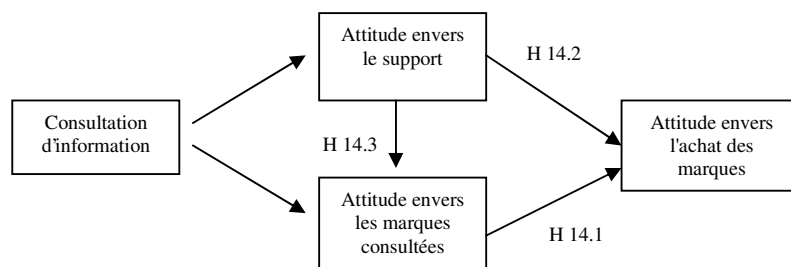 Attitude envers
le support
H 14.2
Consultation
d'information
H 14.3
Attitude envers
l'achat des
marques
Attitude envers
les marques
consultées
H 14.1